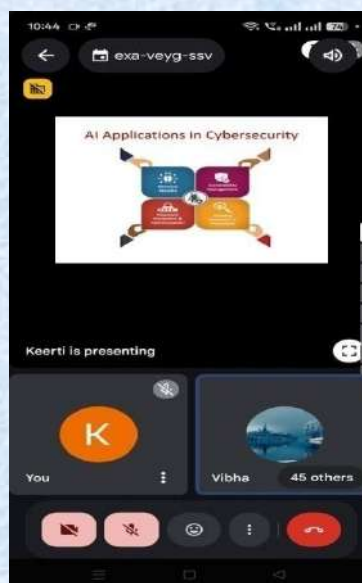 10:44
exa-veyg-ssv
AI Applications in Cybersecurity
Keerti is presenting
K
You
Vibha
45 others